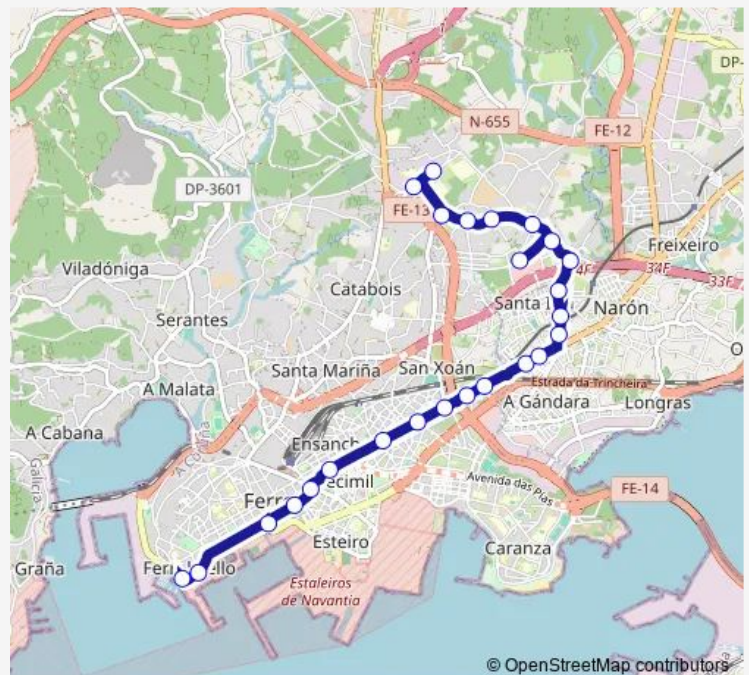 DP-
N-655
FE-12
DP-3601
FE-13
Freixeiro
Viladóniga
34F
33F
Catabois
Santa
Narón
Serantes
Santa Mariña
San Xoán
A Malata
Estrada da Trincheira
A Gándara
Longras
A Cabana
Ensanch
ecimil
Avenida das Pías
FE-14
Ferro
Galicia
Esteiro
Caranza
Graña
Ferr
ello
Estaleiros
de Navantia
© OpenStreetMap contributors